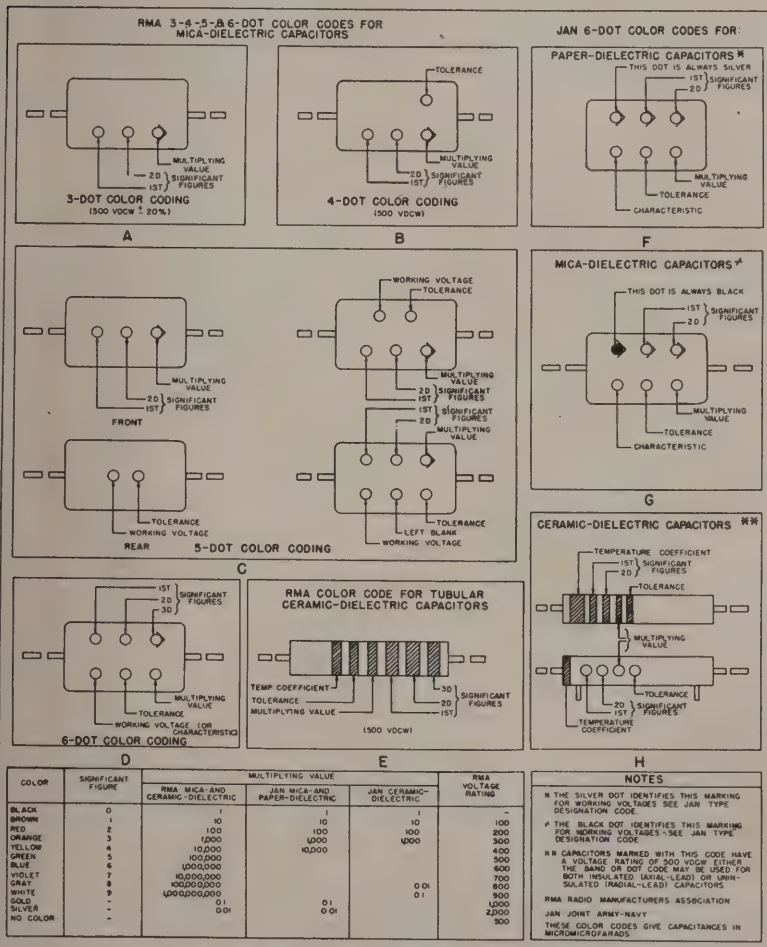 RMA 3-4-,5-,& 6-DOT COLOR CODES FOR
MICA-DIELECTRIC CAPACITORS
TOLERANCE
MULTIPLYING
VALUE
2D
1ST
SIGNIFICANT
FIGURES
3-DOT COLOR CODING
(500 VDCW ± 20%)
A
MULTIPLYING
VALUE
2D
1ST
SIGNIFICANT
FIGURES
4-DOT COLOR CODING
(500 VDCW)
B
MULTIPLYING
VALUE
2D
1ST
SIGNIFICANT
FIGURES
FRONT
TOLERANCE
WORKING VOLTAGE
REAR
WORKING VOLTAGE
TOLERANCE
MULTIPLYING
VALUE
2D
1ST
SIGNIFICANT
FIGURES
1ST
2D
SIGNIFICANT
FIGURES
MULTIPLYING
VALUE
TOLERANCE
LEFT BLANK
WORKING VOLTAGE
5-DOT COLOR CODING
C
1ST
2D
3D
SIGNIFICANT
FIGURES
MULTIPLYING
VALUE
TOLERANCE
WORKING VOLTAGE (OR
CHARACTERISTIC)
6-DOT COLOR CODING
D
RMA COLOR CODE FOR TUBULAR
CERAMIC-DIELECTRIC CAPACITORS
TEMP COEFFICIENT
TOLERANCE
MULTIPLYING VALUE
3D
2D
1ST
SIGNIFICANT
FIGURES
(500 VDCW)
E
JAN 6-DOT COLOR CODES FOR:
PAPER-DIELECTRIC CAPACITORS *
THIS DOT IS ALWAYS SILVER
1ST
2D
SIGNIFICANT
FIGURES
MULTIPLYING
VALUE
TOLERANCE
CHARACTERISTIC
F
MICA-DIELECTRIC CAPACITORS ≠
THIS DOT IS ALWAYS BLACK
1ST
2D
SIGNIFICANT
FIGURES
MULTIPLYING
VALUE
TOLERANCE
CHARACTERISTIC
G
CERAMIC-DIELECTRIC CAPACITORS **
TEMPERATURE COEFFICIENT
1ST
2D
SIGNIFICANT
FIGURES
TOLERANCE
MULTIPLYING
VALUE
TOLERANCE
2D
1ST
SIGNIFICANT
FIGURES
TEMPERATURE
COEFFICIENT
H
COLOR SIGNIFICANT FIGURE MULTIPLYING VALUE RMA VOLTAGE RATING
RMA MICA-AND CERAMIC-DIELECTRIC JAN MICA-AND PAPER-DIELECTRIC JAN CERAMIC-DIELECTRIC
BLACK 0 1 1 1 -
BROWN 1 10 10 10 100
RED 2 100 100 100 200
ORANGE 3 1,000 1,000 1,000 300
YELLOW 4 10,000 10,000 400
GREEN 5 100,000 500
BLUE 6 1,000,000 600
VIOLET 7 10,000,000 700
GRAY 8 100,000,000 0.01 800
WHITE 9 1,000,000,000 0.1 900
GOLD - 0.1 0.1 1,000
SILVER - 0.01 0.01 2,000
NO COLOR - 500
NOTES
* THE SILVER DOT IDENTIFIES THIS MARKING
FOR WORKING VOLTAGES SEE JAN TYPE
DESIGNATION CODE.
≠ THE BLACK DOT IDENTIFIES THIS MARKING
FOR WORKING VOLTAGES - SEE JAN TYPE
DESIGNATION CODE
** CAPACITORS MARKED WITH THIS CODE HAVE
A VOLTAGE RATING OF 500 VDCW EITHER
THE BAND OR DOT CODE MAY BE USED FOR
BOTH INSULATED (AXIAL-LEAD) OR UNIN-
SULATED (RADIAL-LEAD) CAPACITORS
RMA RADIO MANUFACTURERS ASSOCIATION
JAN JOINT ARMY-NAVY
THESE COLOR CODES GIVE CAPACITANCES IN
MICROMICROFARADS